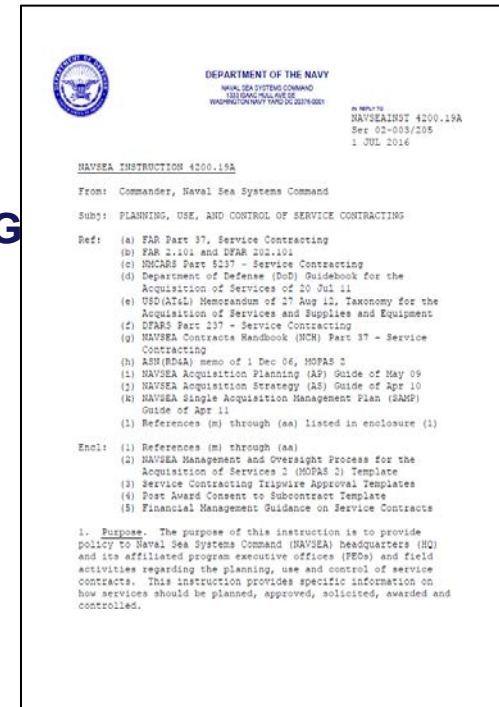 G
DEPARTMENT OF THE NAVY
NAVAL SEA SYSTEMS COMMAND
1333 ISAAC HULL AVE SE
WASHINGTON NAVY YARD DC 20376-0001
IN REPLY TO
NAVSEAINST 4200.19A
Ser 02-003/205
1 JUL 2016
NAVSEA INSTRUCTION 4200.19A
From: Commander, Naval Sea Systems Command
Subj: PLANNING, USE, AND CONTROL OF SERVICE CONTRACTING
Ref: (a) FAR Part 37, Service Contracting
(b) FAR 2.101 and DFAR 202.101
(c) NMCARS Part 5237 - Service Contracting
(d) Department of Defense (DoD) Guidebook for the
Acquisition of Services of 20 Jul 11
(e) USD(AT&L) Memorandum of 27 Aug 12, Taxonomy for the
Acquisition of Services and Supplies and Equipment
(f) DFARS Part 237 - Service Contracting
(g) NAVSEA Contracts Handbook (NCH) Part 37 - Service
Contracting
(h) ASN(RD&A) memo of 1 Dec 06, MOPAS 2
(i) NAVSEA Acquisition Planning (AP) Guide of May 09
(j) NAVSEA Acquisition Strategy (AS) Guide of Apr 10
(k) NAVSEA Single Acquisition Management Plan (SAMP)
Guide of Apr 11
(l) References (m) through (aa) listed in enclosure (1)
Encl: (1) References (m) through (aa)
(2) NAVSEA Management and Oversight Process for the
Acquisition of Services 2 (MOPAS 2) Template
(3) Service Contracting Tripwire Approval Templates
(4) Post Award Consent to Subcontract Template
(5) Financial Management Guidance on Service Contracts
1. Purpose. The purpose of this instruction is to provide
policy to Naval Sea Systems Command (NAVSEA) headquarters (HQ)
and its affiliated program executive offices (PEOs) and field
activities regarding the planning, use and control of service
contracts. This instruction provides specific information on
how services should be planned, approved, solicited, awarded and
controlled.